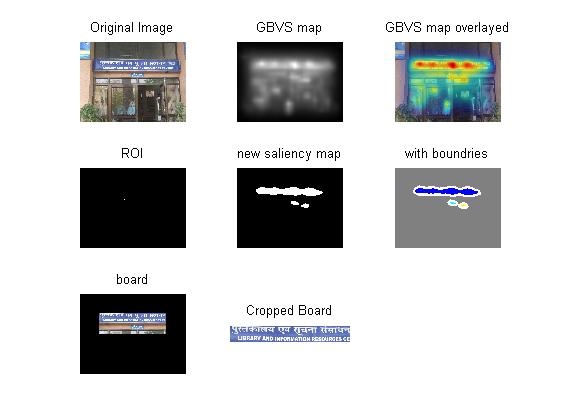 Original Image
GBVS map
GBVS map overlayed
ROI
new saliency map
with boundries
board
Cropped Board
पुस्तकालय एवं सूचना संसाधन
LIBRARY AND INFORMATION RESOURCES CE